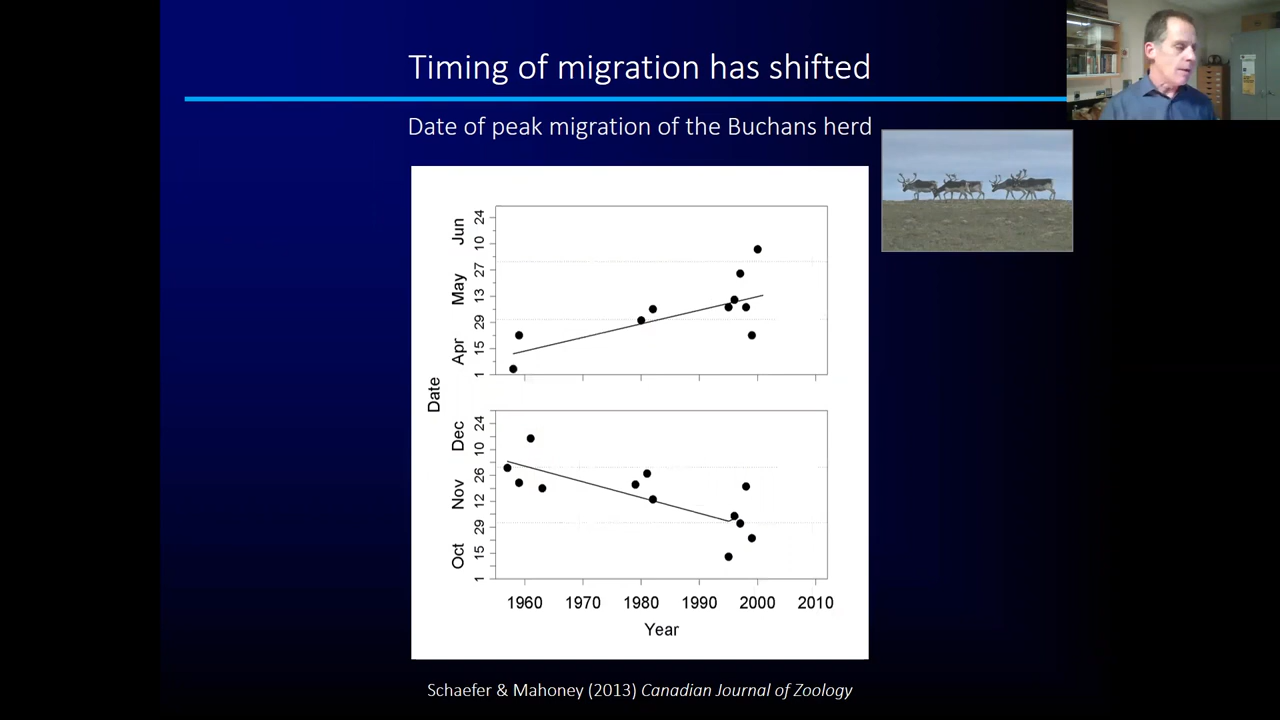 Timing of migration has shifted
Date of peak migration of the Buchans herd
Date
Jun
May
Apr
24
10
27
13
29
15
1
Dec
Nov
Oct
24
10
26
12
29
15
1
1960 1970 1980 1990 2000 2010
Year
Schaefer & Mahoney (2013) Canadian Journal of Zoology